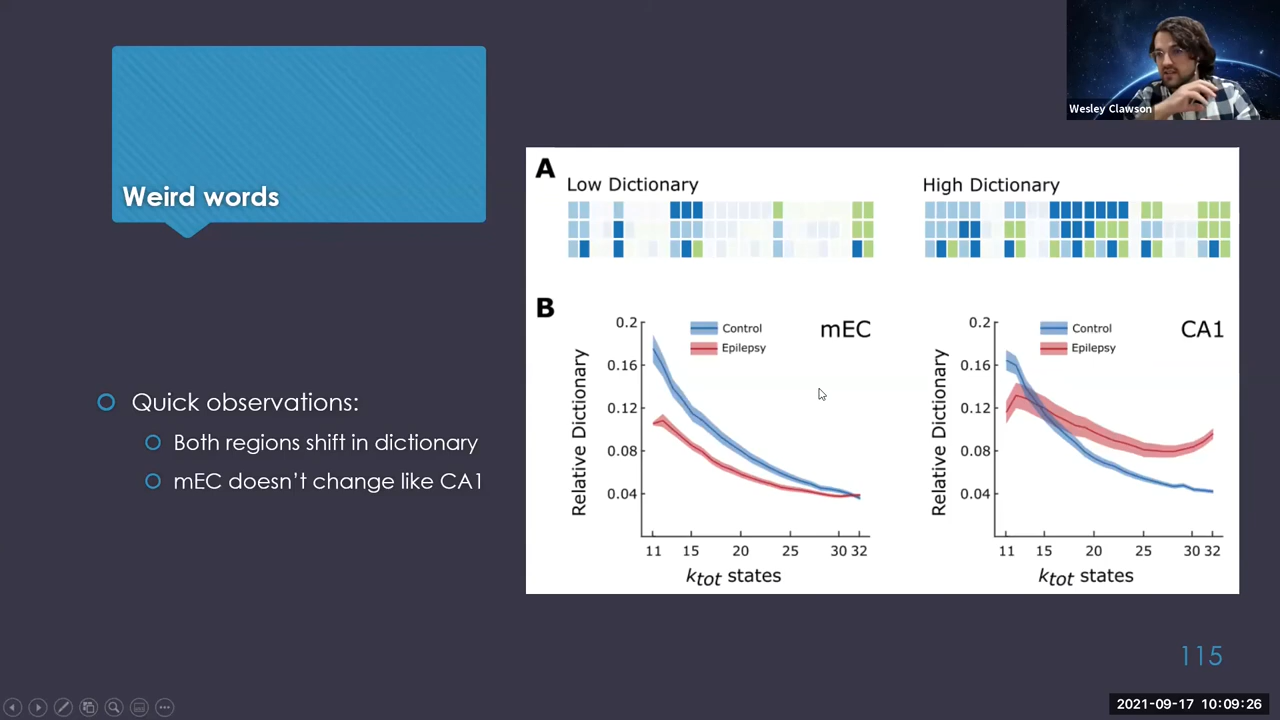 Wesley Clawson
Weird words
Quick observations:
Both regions shift in dictionary
mEC doesn't change like CA1
A
Low Dictionary
High Dictionary
B
Relative Dictionary
0.2
0.16
0.12
0.08
0.04
Control
Epilepsy
mEC
11 15 20 25 30 32
ktot states
Relative Dictionary
0.2
0.16
0.12
0.08
0.04
Control
Epilepsy
CA1
11 15 20 25 30 32
ktot states
115
2021-09-17 10:09:26